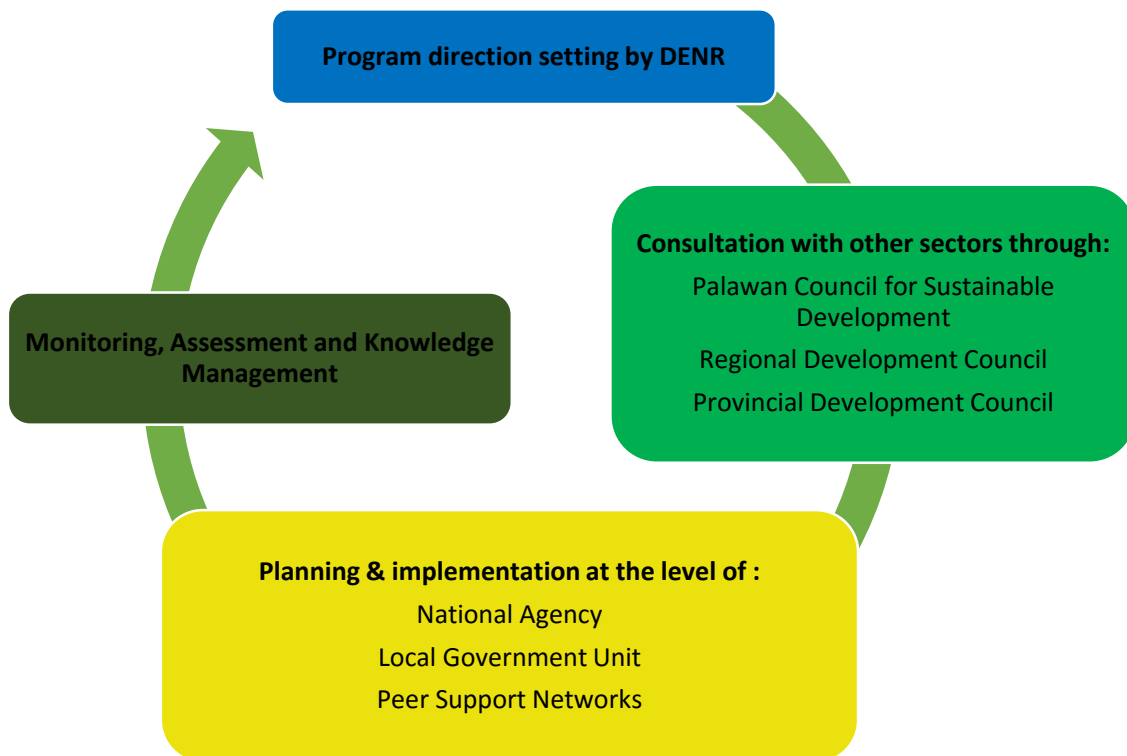 Program direction setting by DENR
Consultation with other sectors through:
Palawan Council for Sustainable
Development
Regional Development Council
Provincial Development Council
Planning & implementation at the level of :
National Agency
Local Government Unit
Peer Support Networks
Monitoring, Assessment and Knowledge
Management